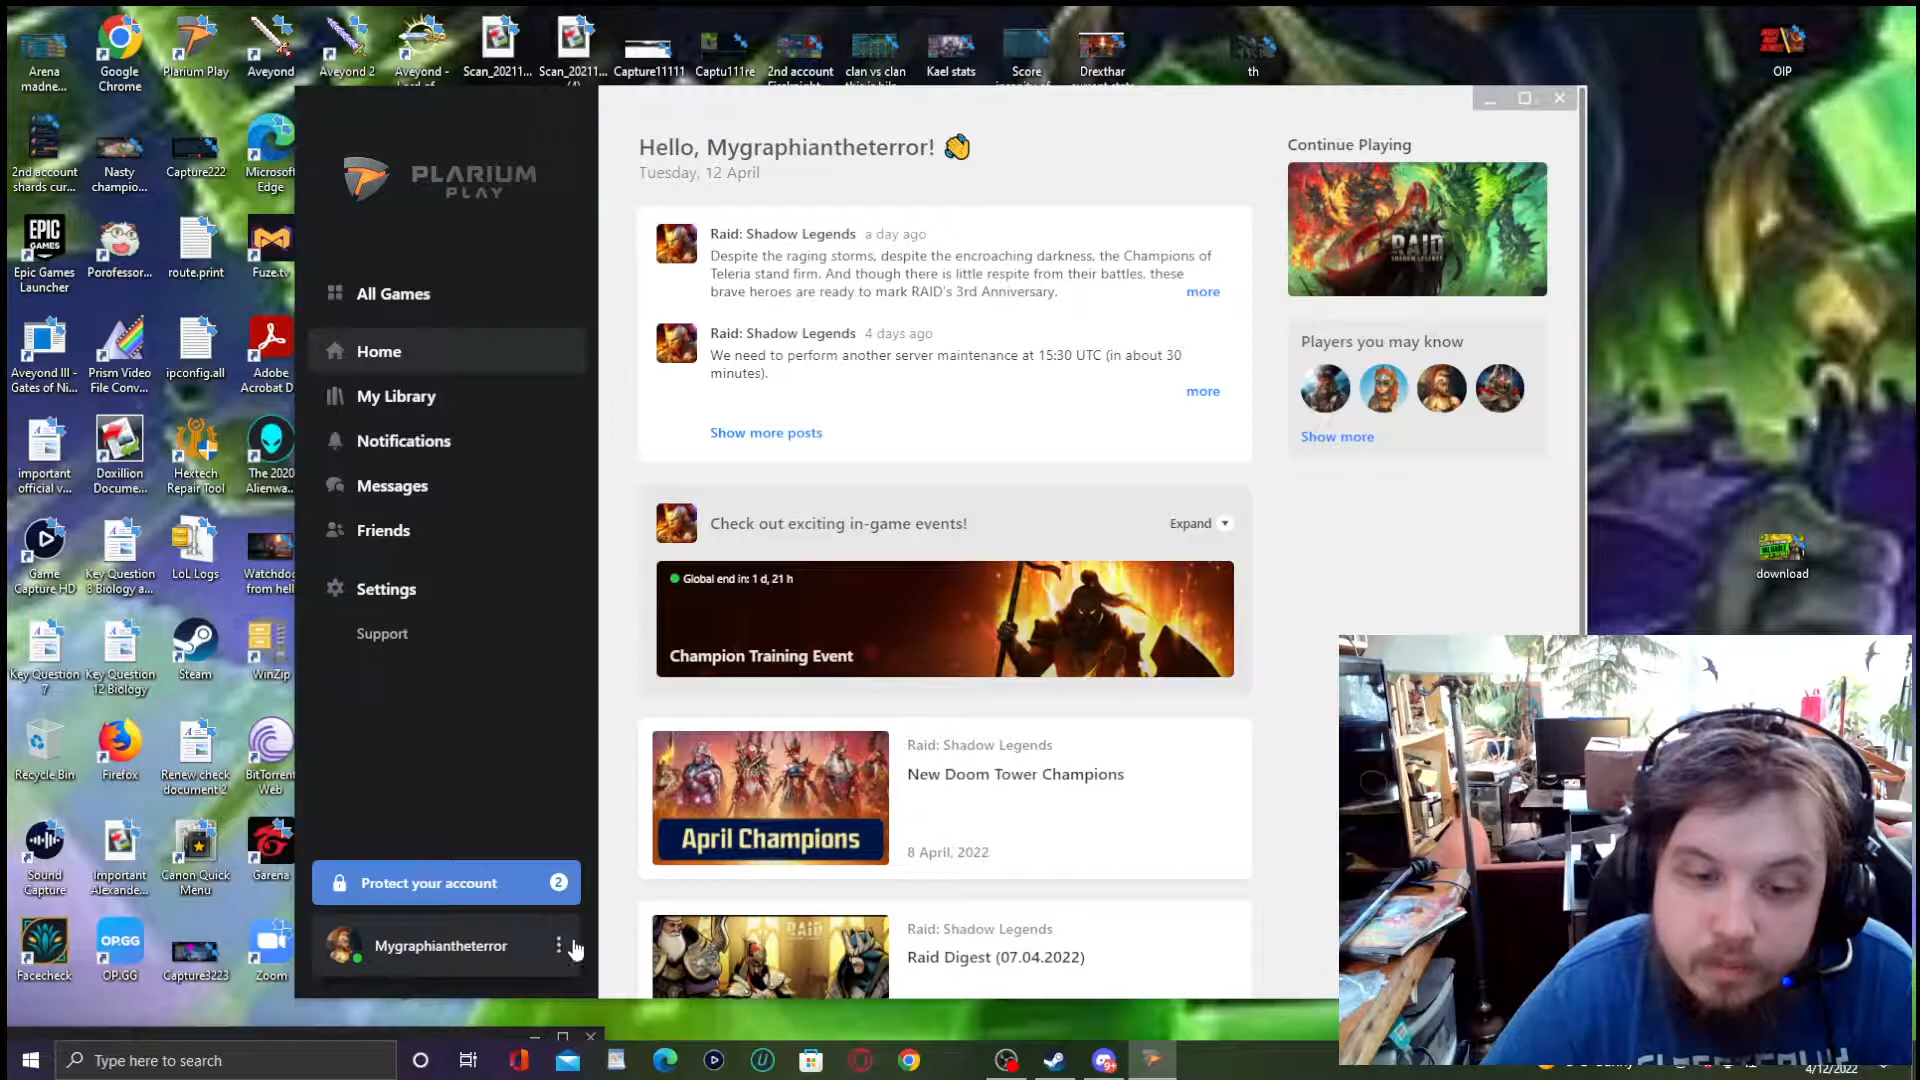 Arena
madne...
Google
Chrome
Plarium Play
Aveyond
Aveyond 2
Aveyond -
Scan_20211...
Scan_20211...
Capture11111
Captu111re
2nd account
clan vs clan
Kael stats
Score
Drexthar
th
OIP
2nd account
shards cur...
Nasty
champio...
Capture222
Microsoft
Edge
EPIC
GAMES
Epic Games
Launcher
Porofessor...
route.print
Fuze.tv
Aveyond III -
Gates of Ni...
Prism Video
File Conv...
ipconfig.all
Adobe
Acrobat D...
important
official v...
Doxillion
Docume...
Hextech
Repair Tool
The 2020
Alienwa...
Game
Capture HD
Key Question
8 Biology a...
LoL Logs
Watchdog
from hell
Key Question
7
Key Question
12 Biology
Steam
WinZip
Recycle Bin
Firefox
Renew check
document 2
BitTorrent
Web
Sound
Capture
Important
Alexande...
Canon Quick
Menu
Garena
Facecheck
OP.GG
OP.GG
Capture3223
Zoom
download
PLARIUM
PLAY
All Games
Home
My Library
Notifications
Messages
Friends
Settings
Support
Protect your account 2
Mygraphiantheterror
Hello, Mygraphiantheterror!
Tuesday, 12 April
Raid: Shadow Legends a day ago
Despite the raging storms, despite the encroaching darkness, the Champions of
Teleria stand firm. And though there is little respite from their battles, these
brave heroes are ready to mark RAID's 3rd Anniversary. more
Raid: Shadow Legends 4 days ago
We need to perform another server maintenance at 15:30 UTC (in about 30
minutes).
more
Show more posts
Check out exciting in-game events! Expand
Global end in: 1 d, 21 h
Champion Training Event
April Champions
Raid: Shadow Legends
New Doom Tower Champions
8 April, 2022
RAID
Raid: Shadow Legends
Raid Digest (07.04.2022)
Continue Playing
RAID
SHADOW LEGENDS
Players you may know
Show more
Type here to search
9+
4/12/2022